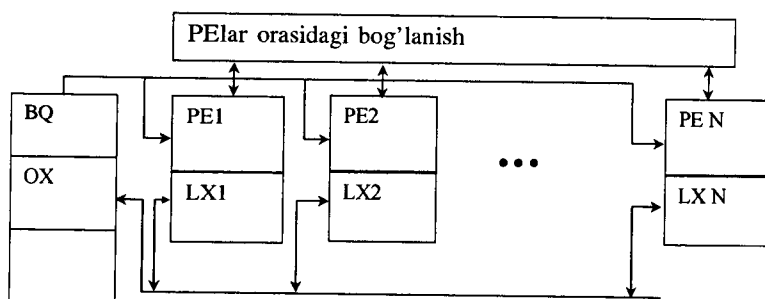 PElar orasidagi bog'lanish
BQ
PE1
PE2
PE N
OX
LX1
LX2
LX N